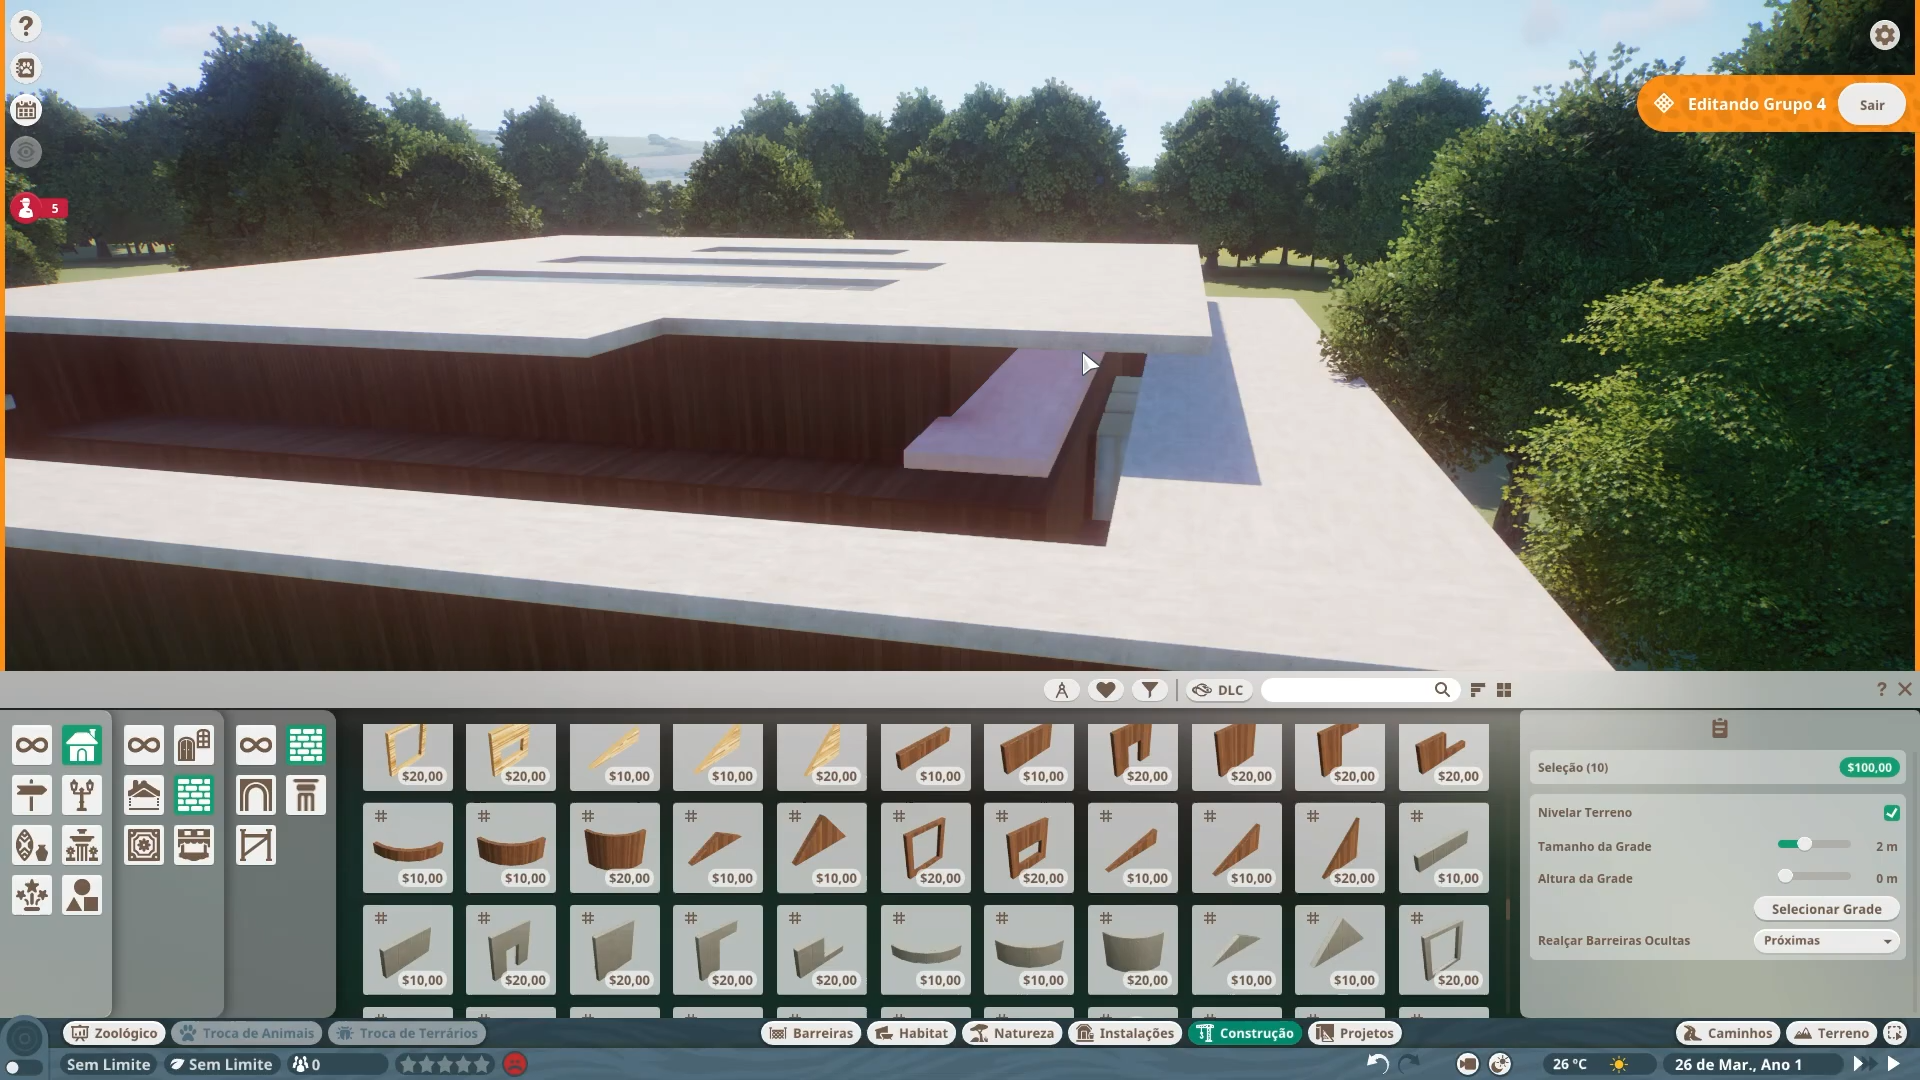 ?
Editando Grupo 4
Sair
5
DLC
?
$20,00 $20,00 $10,00 $10,00 $20,00 $10,00 $10,00 $20,00 $20,00 $20,00 $20,00
# # # # # # # # # # #
$10,00 $10,00 $20,00 $10,00 $10,00 $20,00 $20,00 $10,00 $10,00 $20,00 $10,00
# # # # # # # # # # #
$10,00 $20,00 $20,00 $20,00 $20,00 $10,00 $10,00 $20,00 $10,00 $10,00 $20,00
Seleção (10) $100,00
Nivelar Terreno
Tamanho da Grade 2 m
Altura da Grade 0 m
Selecionar Grade
Realçar Barreiras Ocultas Próximas
Zoológico Troca de Animais Troca de Terrários Barreiras Habitat Natureza Instalações Construção Projetos Caminhos Terreno
Sem Limite Sem Limite 0 26 °C 26 de Mar., Ano 1